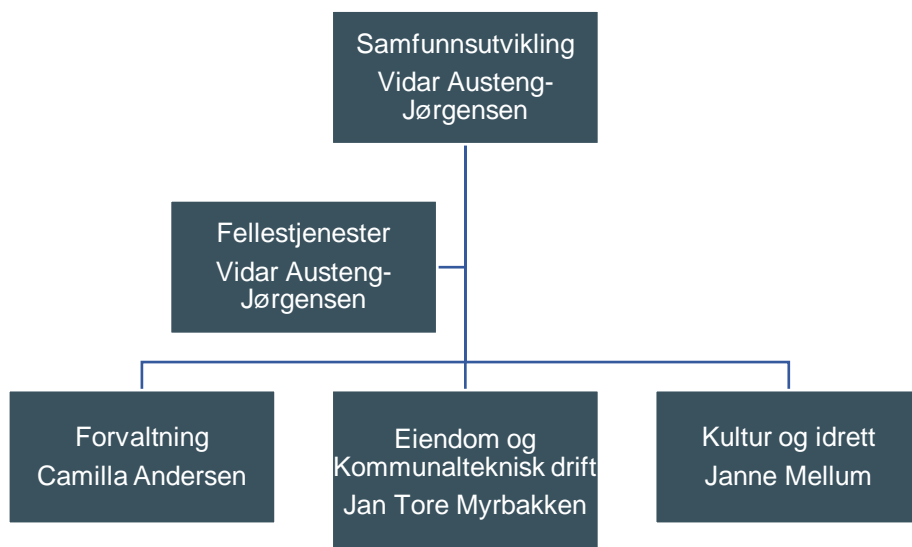 Samfunnsutvikling
Vidar Austeng-
Jørgensen
Fellestjenester
Vidar Austeng-
Jørgensen
Forvaltning
Camilla Andersen
Eiendom og
Kommunalteknisk drift
Jan Tore Myrbakken
Kultur og idrett
Janne Mellum